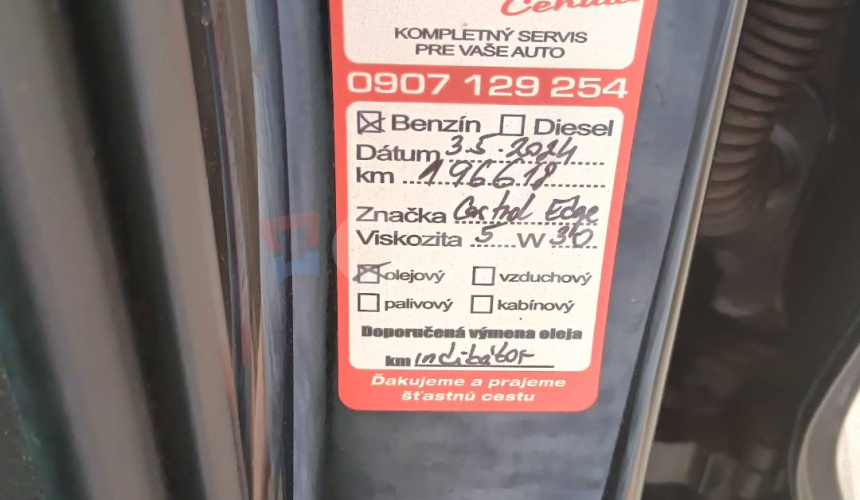 KOMPLETNÝ SERVIS
PRE VAŠE AUTO
0907 129 254
Benzín Diesel
Dátum 3.5.2024
km 196618
Značka Castrol Edge
Viskozita 5 W 30
olejový vzduchový
palivový kabínový
Doporučená výmena oleja
km indikátor
Ďakujeme a prajeme
šťastnú cestu